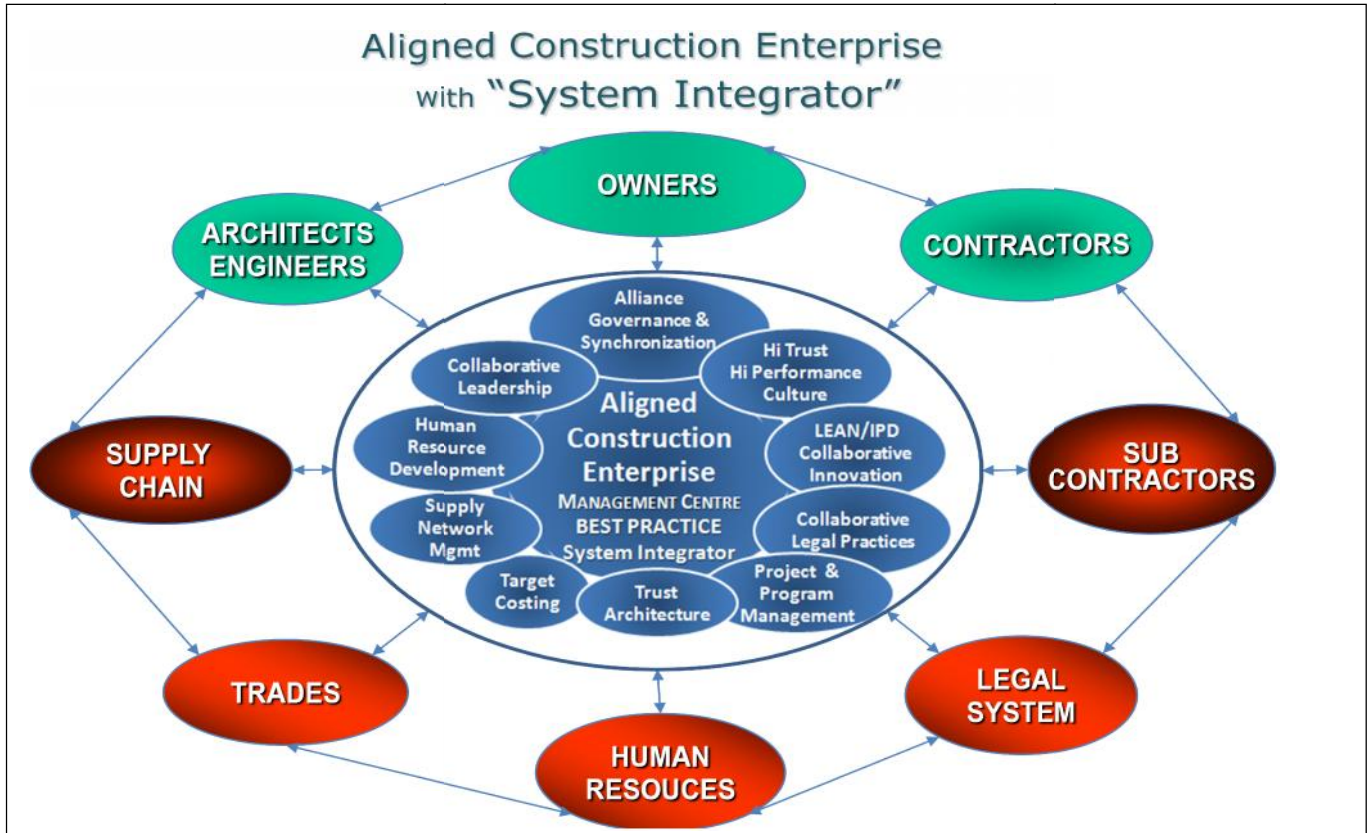 Aligned Construction Enterprise
with “System Integrator”
OWNERS
ARCHITECTS
ENGINEERS
CONTRACTORS
Alliance
Governance &
Synchronization
Collaborative
Leadership
Hi Trust
Hi Performance
Culture
Aligned
Construction
Enterprise
MANAGEMENT CENTRE
BEST PRACTICE
System Integrator
Human
Resource
Development
LEAN/IPD
Collaborative
Innovation
SUPPLY
CHAIN
SUB
CONTRACTORS
Supply
Network
Mgmt
Collaborative
Legal Practices
Target
Costing
Trust
Architecture
Project &
Program
Management
TRADES
LEGAL
SYSTEM
HUMAN
RESOUCES